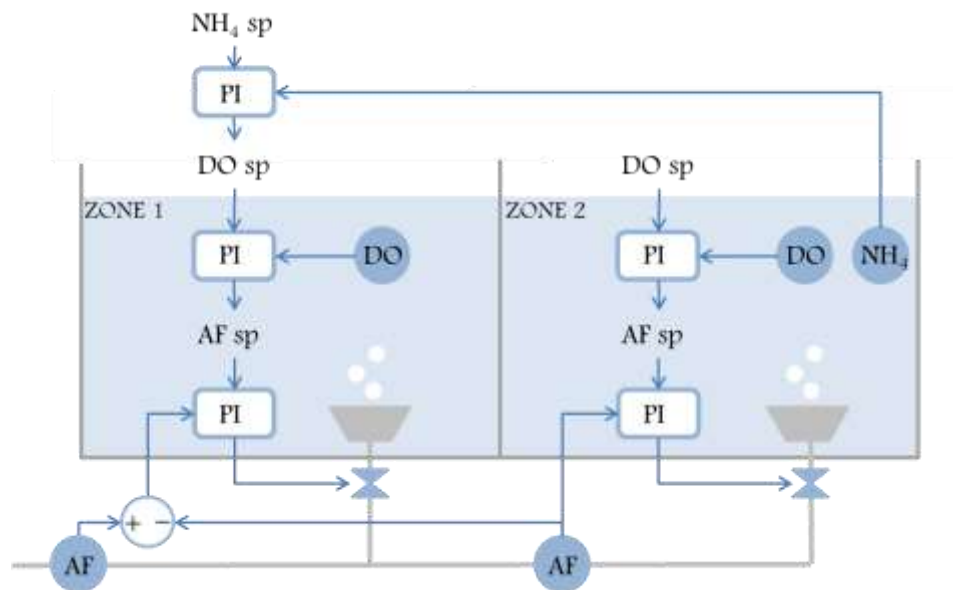 NH₄ sp
PI
DO sp
DO sp
ZONE 1
ZONE 2
PI
DO
PI
DO
NH₄
AF sp
AF sp
PI
PI
+ −
AF
AF